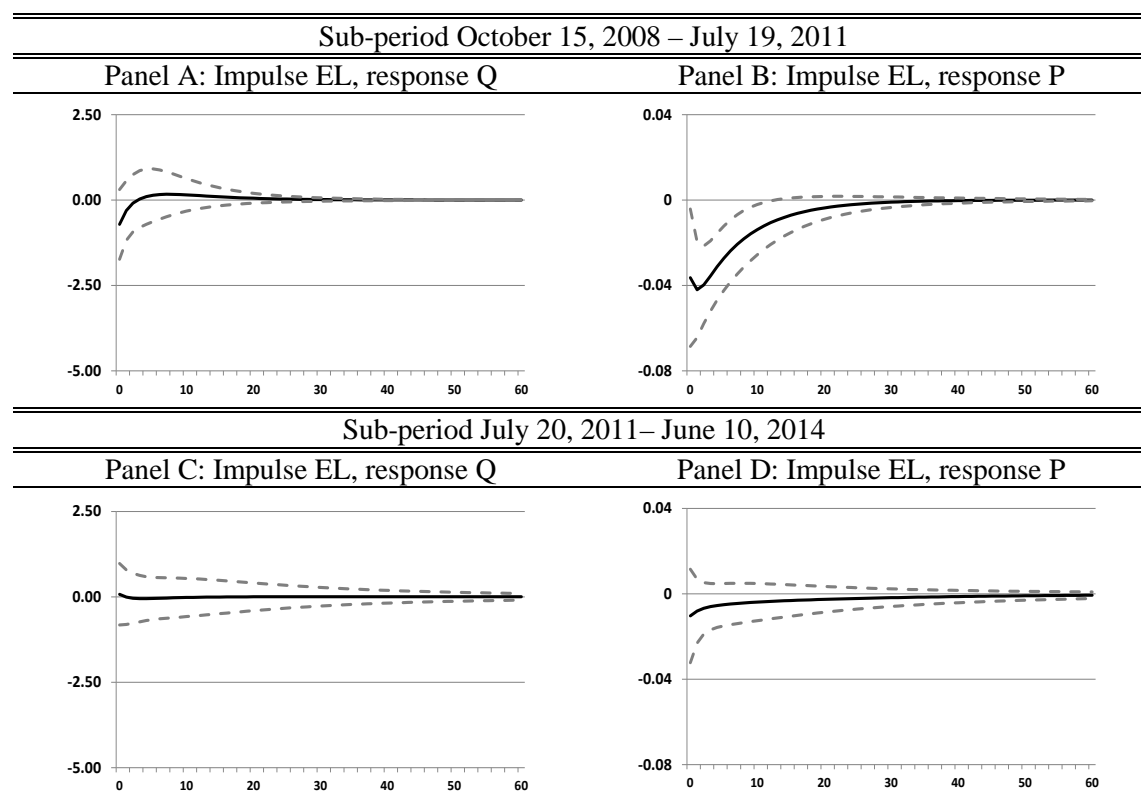 Sub-period October 15, 2008 – July 19, 2011
Panel A: Impulse EL, response Q
Panel B: Impulse EL, response P
2.50
0.00
-2.50
-5.00
0 10 20 30 40 50 60
0.04
0
-0.04
-0.08
0 10 20 30 40 50 60
Sub-period July 20, 2011– June 10, 2014
Panel C: Impulse EL, response Q
Panel D: Impulse EL, response P
2.50
0.00
-2.50
-5.00
0 10 20 30 40 50 60
0.04
0
-0.04
-0.08
0 10 20 30 40 50 60